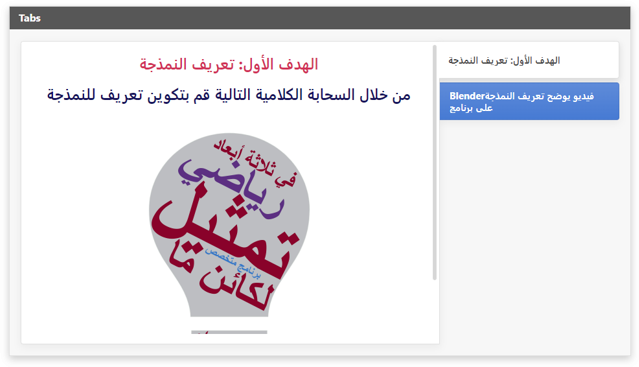 Tabs
الهدف الأول: تعريف النمذجة
من خلال السحابة الكلامية التالية قم بتكوين تعريف للنمذجة
في ثلاثة أبعاد
رياضي
تمثيل
برنامج متخصص
لكائن ما
الهدف الأول: تعريف النمذجة
فيديو يوضح تعريف النمذجةBlender
على برنامج